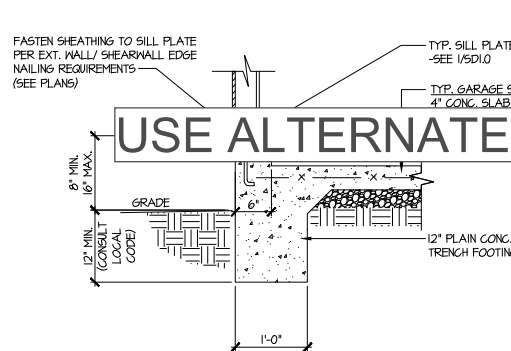 FASTEN SHEATHING TO SILL PLATE
PER EXT. WALL/ SHEARWALL EDGE
NAILING REQUIREMENTS
(SEE PLANS)
TYP. SILL PLATE
-SEE 1/SD1.0
TYP. GARAGE S
4" CONC. SLAB
USE ALTERNATE
8" MIN.
16" MAX.
GRADE
6"
12" MIN.
(CONSULT
LOCAL
CODE)
12" PLAIN CONC.
TRENCH FOOTING
1'-0"